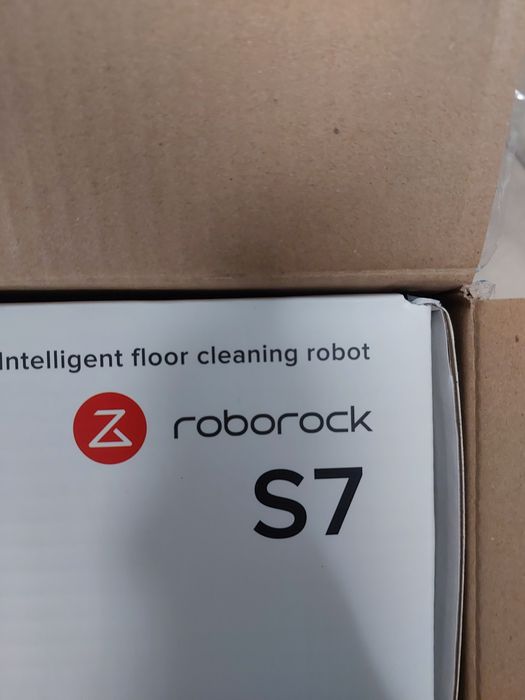 Intelligent floor cleaning robot
roborock
S7